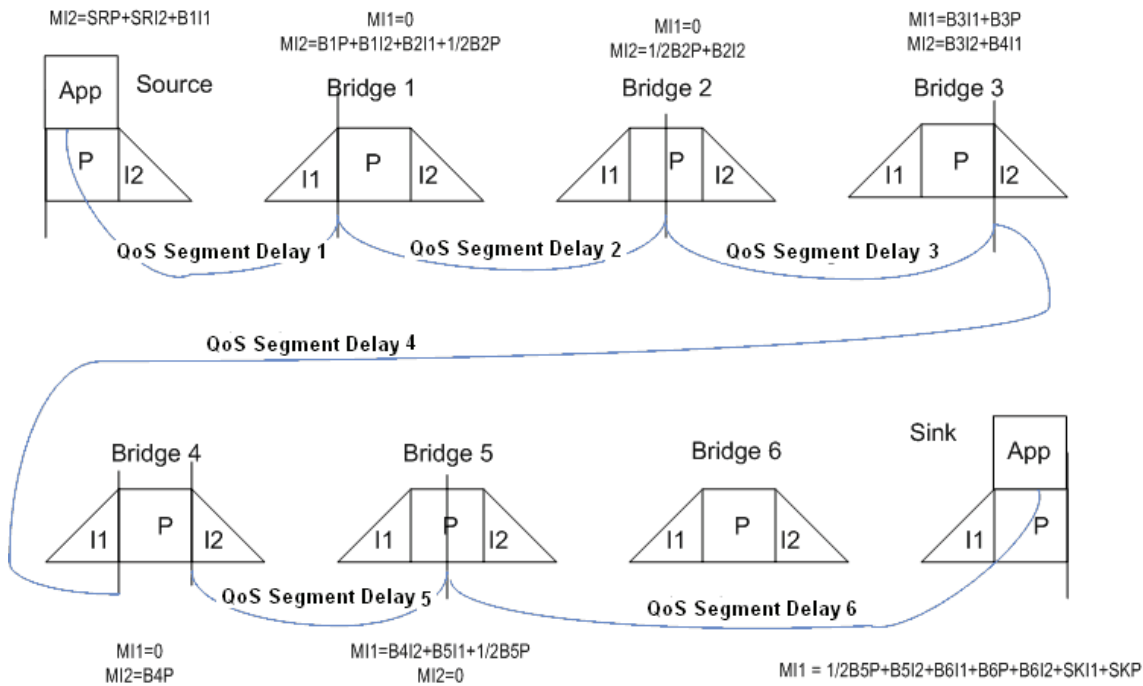 MI2=SRP+SRI2+B1I1
MI1=0
MI2=B1P+B1I2+B2I1+1/2B2P
MI1=0
MI2=1/2B2P+B2I2
MI1=B3I1+B3P
MI2=B3I2+B4I1
App
Source
Bridge 1
Bridge 2
Bridge 3
P
I2
I1
P
I2
I1
P
I2
I1
P
I2
QoS Segment Delay 1
QoS Segment Delay 2
QoS Segment Delay 3
QoS Segment Delay 4
Bridge 4
Bridge 5
Bridge 6
Sink
App
I1
P
I2
I1
P
I2
I1
P
I2
I1
P
QoS Segment Delay 5
QoS Segment Delay 6
MI1=0
MI2=B4P
MI1=B4I2+B5I1+1/2B5P
MI2=0
MI1 = 1/2B5P+B5I2+B6I1+B6P+B6I2+SKI1+SKP